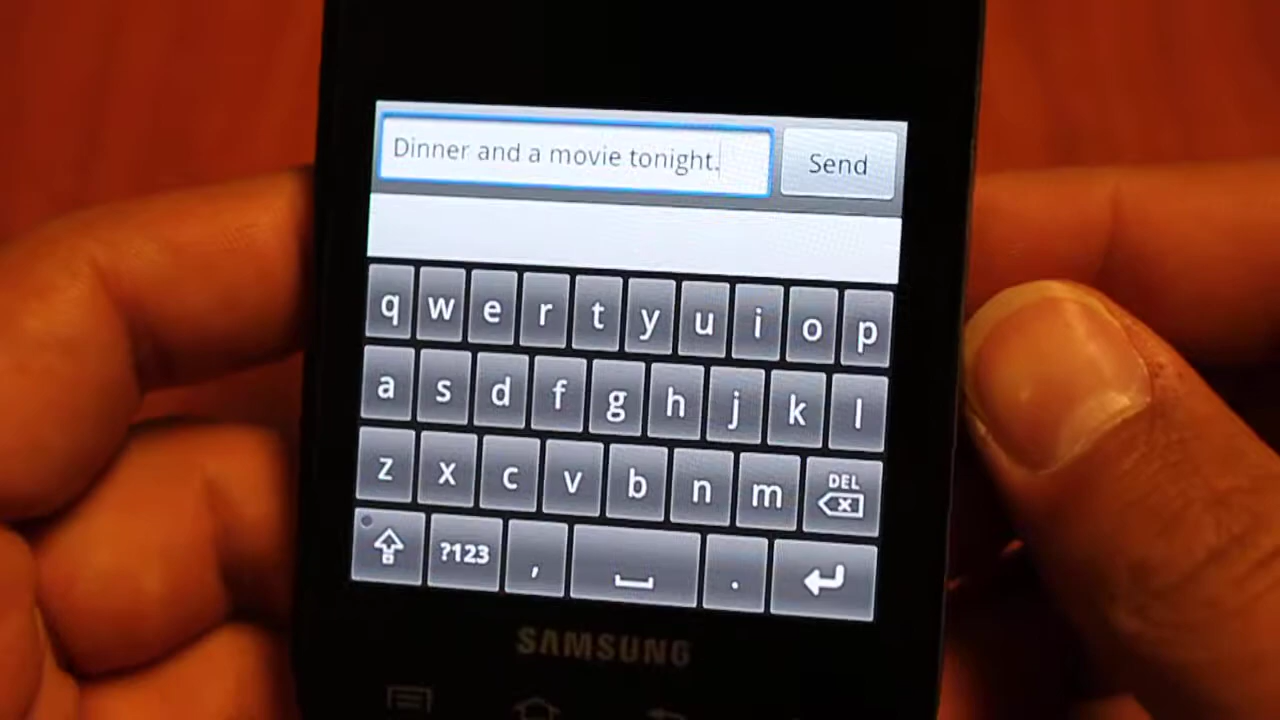 Dinner and a movie tonight.
Send
q w e r t y u i o p
a s d f g h j k l
z x c v b n m DEL
?123 , .
SAMSUNG